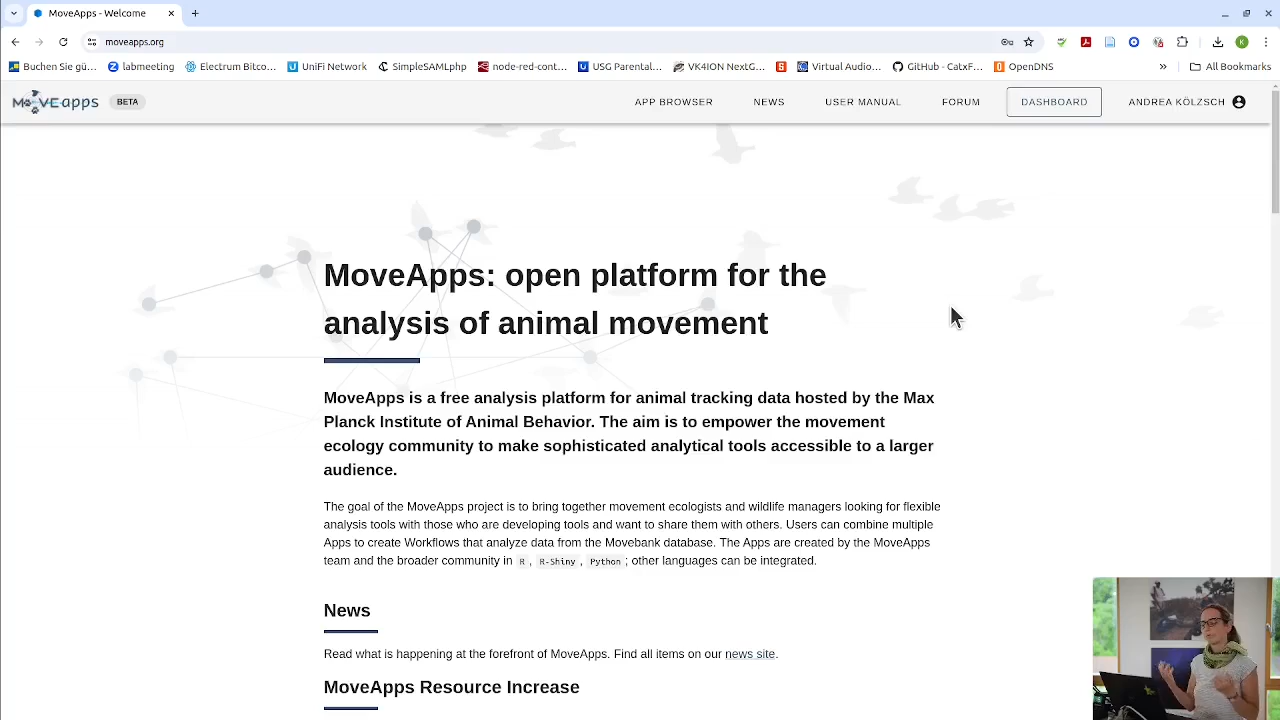 MoveApps - Welcome
moveapps.org
Buchen Sie gü...
labmeeting
Electrum Bitco...
UniFi Network
SimpleSAMLphp
node-red-cont...
USG Parental...
VK4ION NextG...
Virtual Audio...
GitHub - CatxF...
OpenDNS
All Bookmarks
MOVEapps
BETA
APP BROWSER
NEWS
USER MANUAL
FORUM
DASHBOARD
ANDREA KÖLZSCH
MoveApps: open platform for the
analysis of animal movement
MoveApps is a free analysis platform for animal tracking data hosted by the Max
Planck Institute of Animal Behavior. The aim is to empower the movement
ecology community to make sophisticated analytical tools accessible to a larger
audience.
The goal of the MoveApps project is to bring together movement ecologists and wildlife managers looking for flexible
analysis tools with those who are developing tools and want to share them with others. Users can combine multiple
Apps to create Workflows that analyze data from the Movebank database. The Apps are created by the MoveApps
team and the broader community in R, R-Shiny, Python; other languages can be integrated.
News
Read what is happening at the forefront of MoveApps. Find all items on our news site.
MoveApps Resource Increase